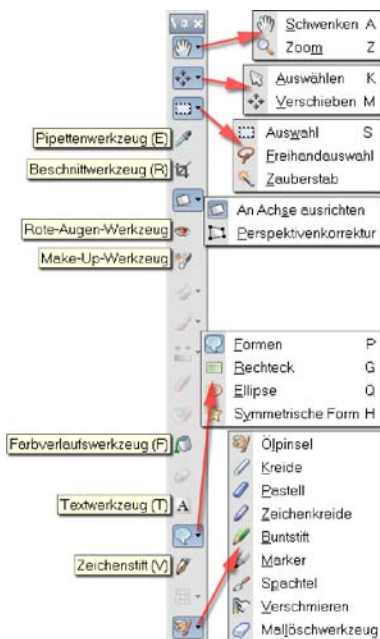 Schwenken A
Zoom Z
Auswählen K
Verschieben M
Auswahl S
Freihandauswahl
Zauberstab
Pipettenwerkzeug (E)
Beschnittwerkzeug (R)
An Achse ausrichten
Perspektivenkorrektur
Rote-Augen-Werkzeug
Make-Up-Werkzeug
Formen P
Rechteck G
Ellipse Q
Symmetrische Form H
Farbverlaufswerkzeug (F)
Ölpinsel
Kreide
Pastell
Textwerkzeug (T) A
Zeichenkreide
Buntstift
Marker
Zeichenstift (V)
Spachtel
Verschmieren
Mallöschwerkzeug